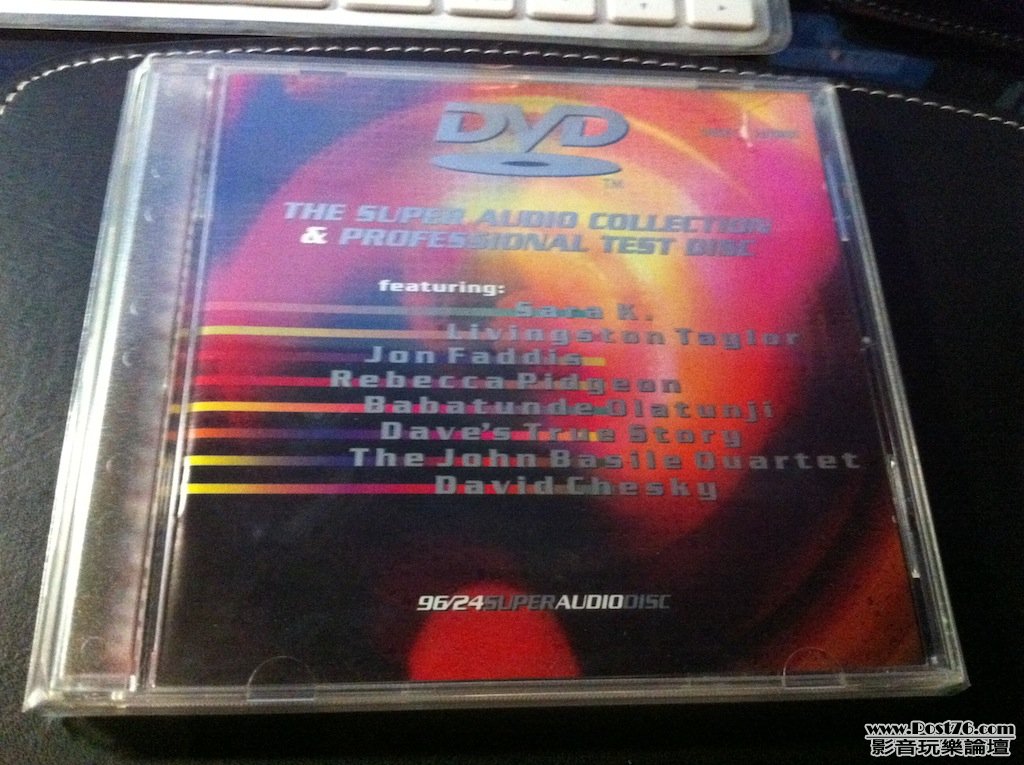 DVD
TM
THE SUPER AUDIO COLLECTION
& PROFESSIONAL TEST DISC
featuring:
Sara K.
Livingston Taylor
Jon Faddis
Rebecca Pidgeon
Babatunde Olatunji
Dave's True Story
The John Basile Quartet
David Chesky
96/24SUPERAUDIODISC
www.Post76.com
影音玩樂論壇